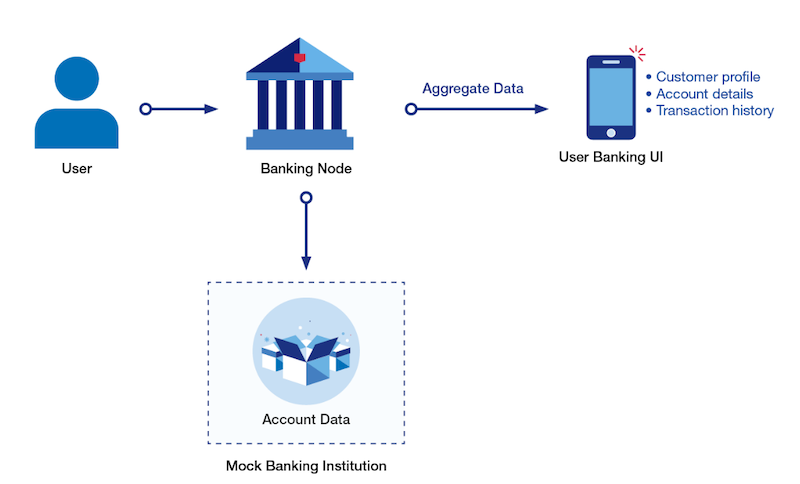 Aggregate Data
• Customer profile
• Account details
• Transaction history
User
Banking Node
User Banking UI
Account Data
Mock Banking Institution